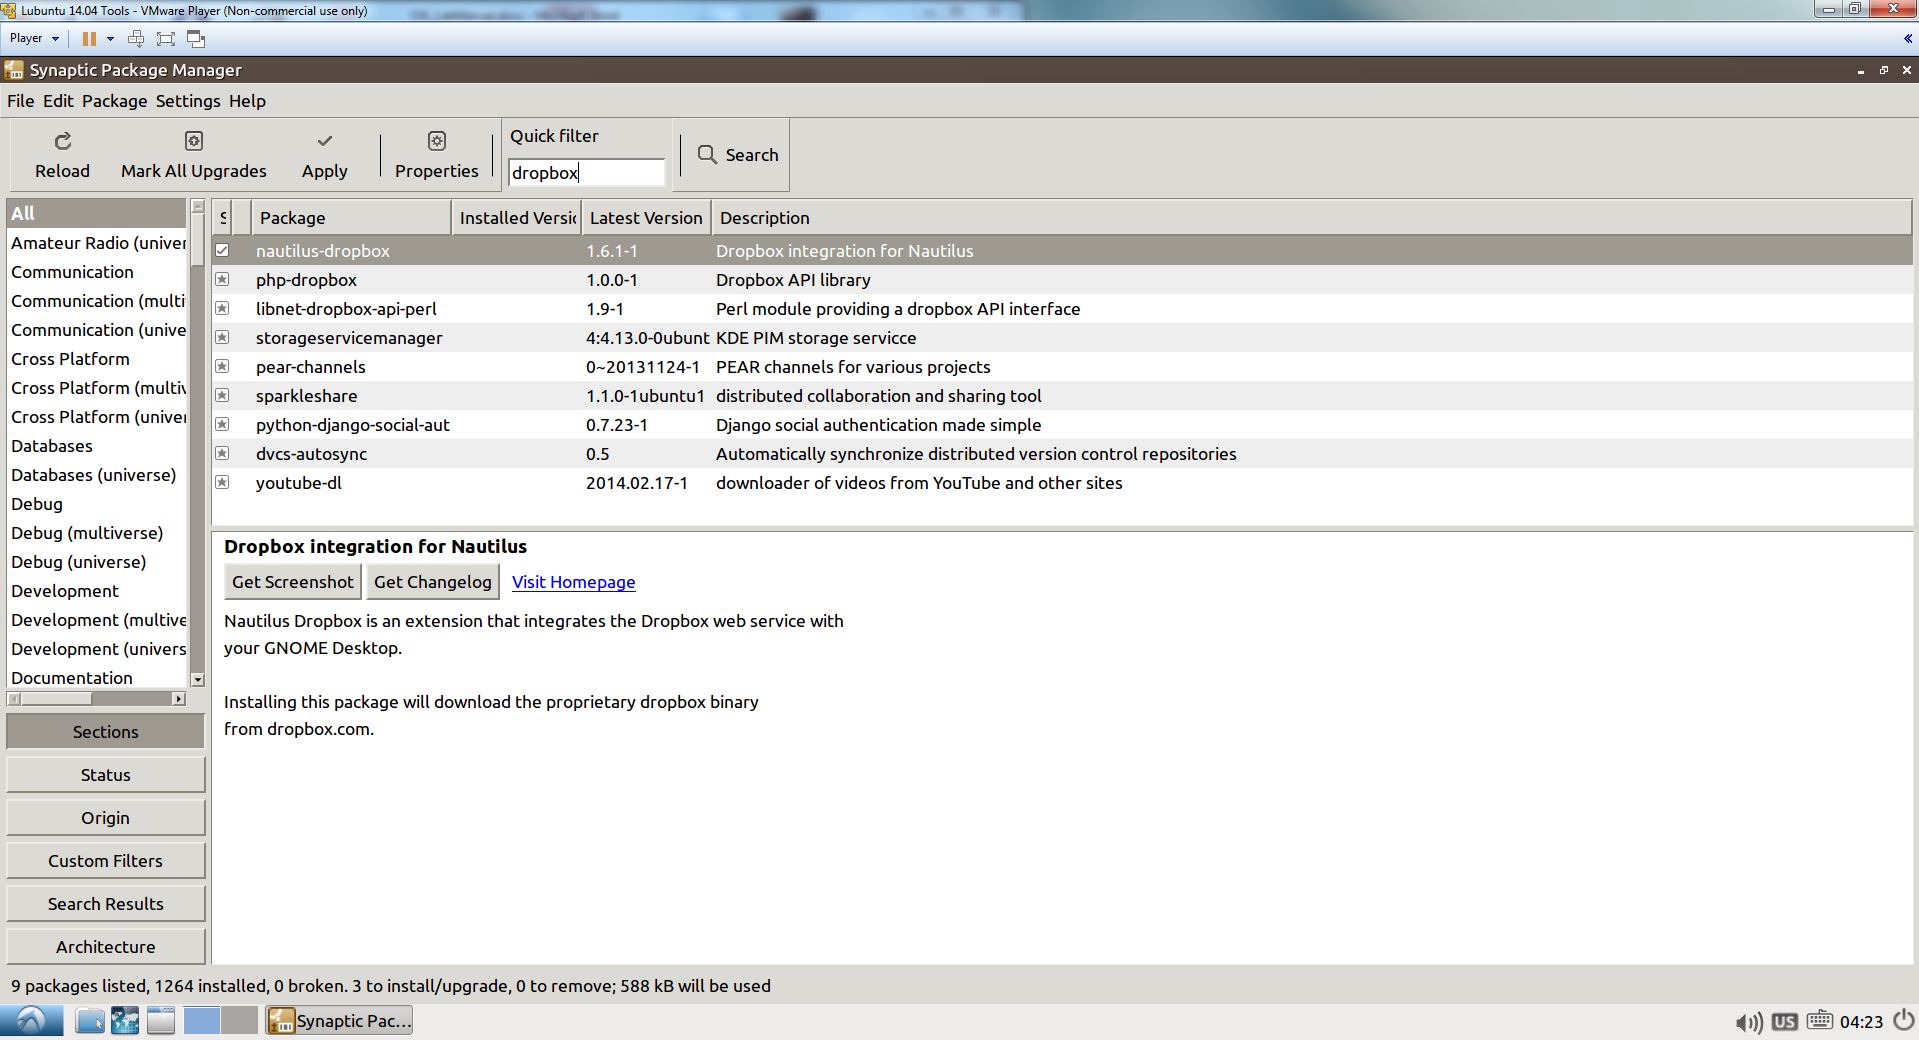 Lubuntu 14.04 Tools - VMware Player (Non-commercial use only)
Player
Synaptic Package Manager
File Edit Package Settings Help
Reload
Mark All Upgrades
Apply
Properties
Quick filter
dropbox
Search
All
Amateur Radio (univer
Communication
Communication (multi
Communication (unive
Cross Platform
Cross Platform (multiv
Cross Platform (univer
Databases
Databases (universe)
Debug
Debug (multiverse)
Debug (universe)
Development
Development (multive
Development (univers
Documentation
Sections
Status
Origin
Custom Filters
Search Results
Architecture
S Package Installed Versio Latest Version Description
nautilus-dropbox 1.6.1-1 Dropbox integration for Nautilus
php-dropbox 1.0.0-1 Dropbox API library
libnet-dropbox-api-perl 1.9-1 Perl module providing a dropbox API interface
storageservicemanager 4:4.13.0-0ubunt KDE PIM storage servicce
pear-channels 0~20131124-1 PEAR channels for various projects
sparkleshare 1.1.0-1ubuntu1 distributed collaboration and sharing tool
python-django-social-aut 0.7.23-1 Django social authentication made simple
dvcs-autosync 0.5 Automatically synchronize distributed version control repositories
youtube-dl 2014.02.17-1 downloader of videos from YouTube and other sites
Dropbox integration for Nautilus
Get Screenshot Get Changelog Visit Homepage
Nautilus Dropbox is an extension that integrates the Dropbox web service with
your GNOME Desktop.
Installing this package will download the proprietary dropbox binary
from dropbox.com.
9 packages listed, 1264 installed, 0 broken. 3 to install/upgrade, 0 to remove; 588 kB will be used
Synaptic Pac...
US
04:23